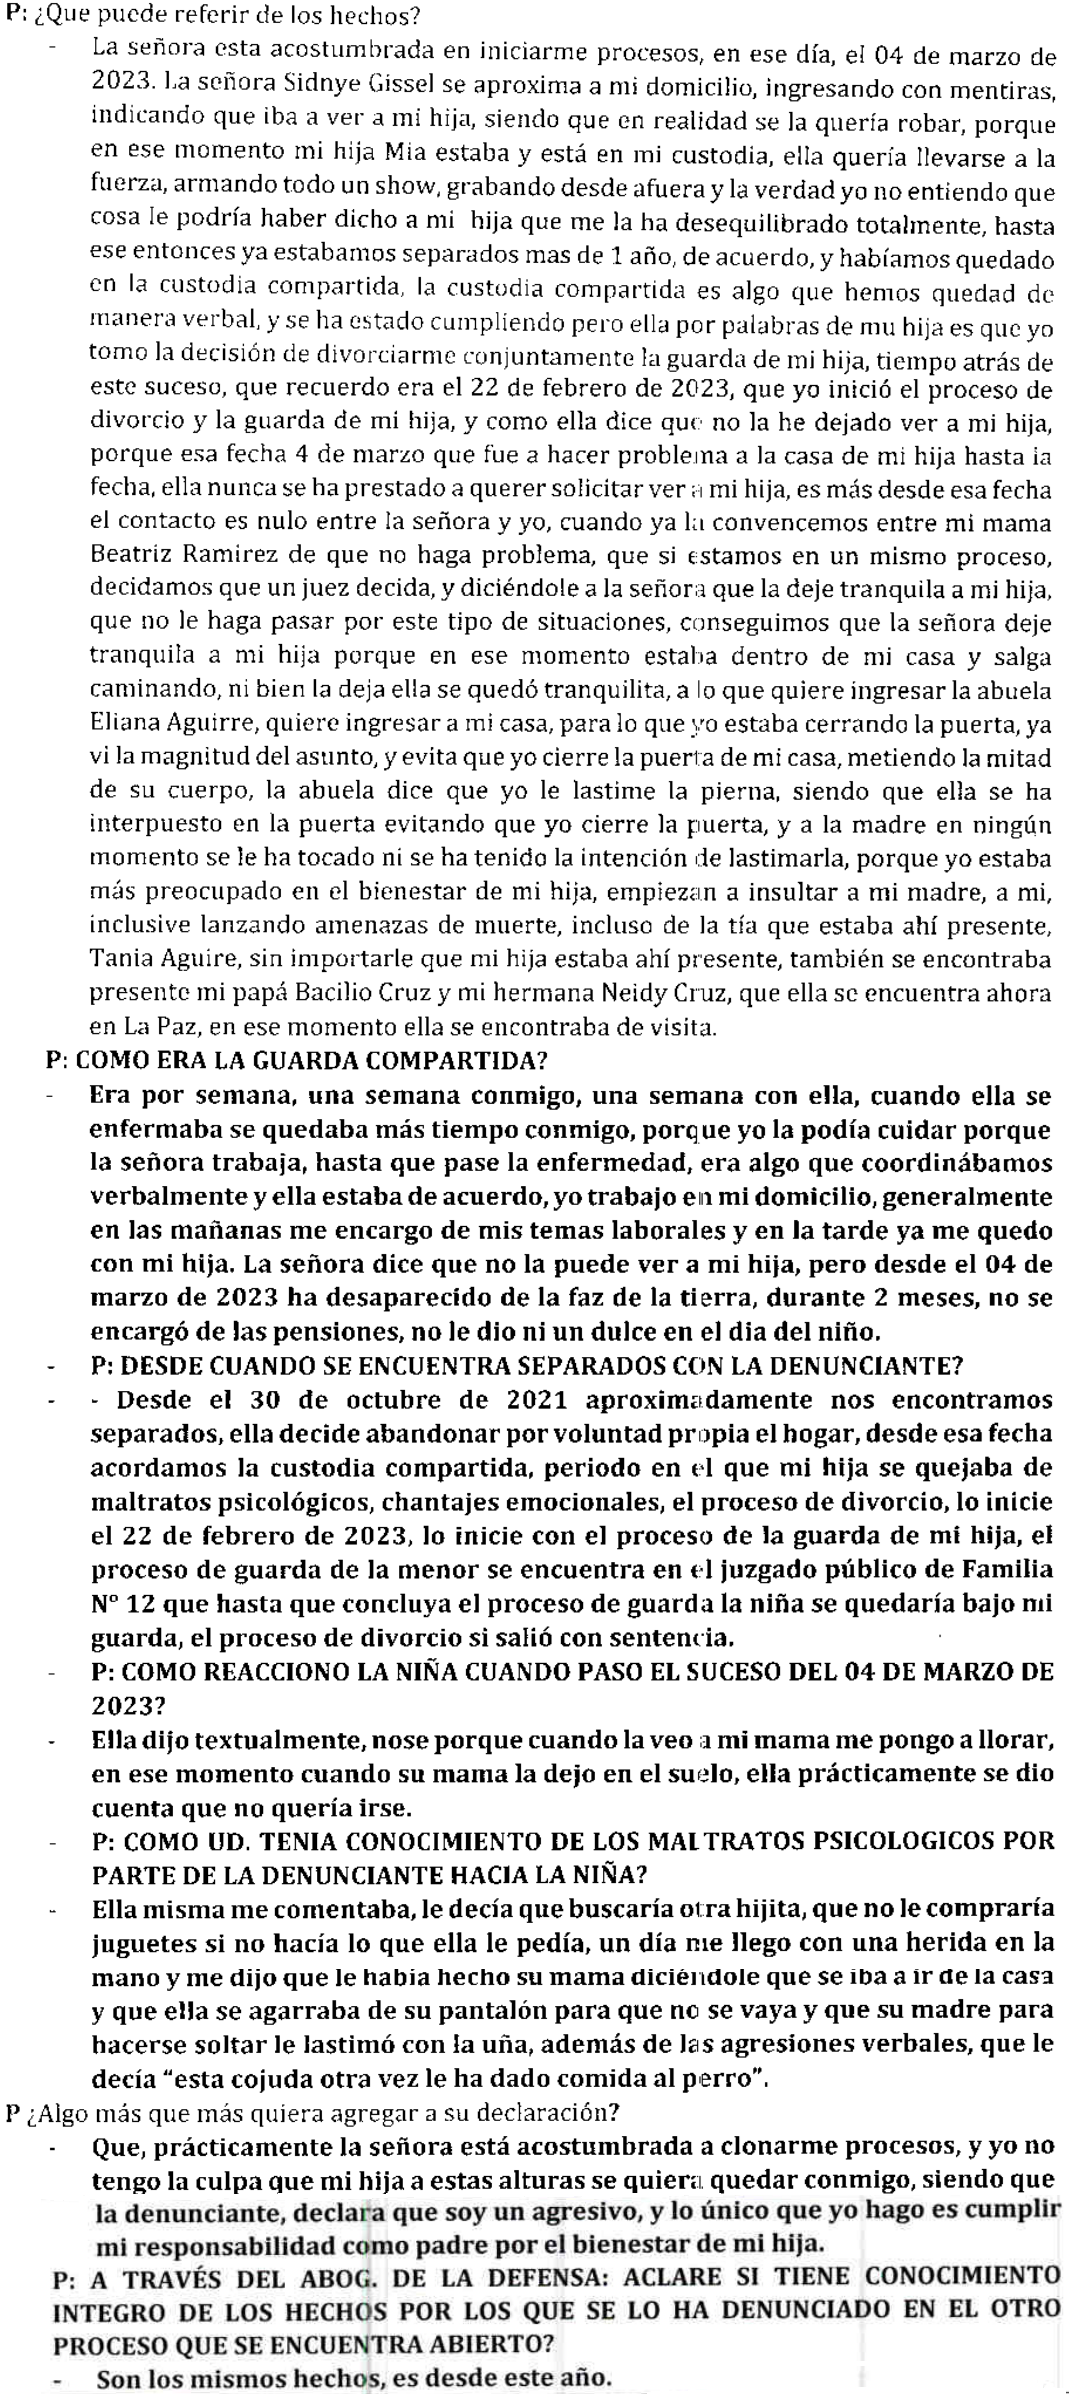 P: ¿Que puede referir de los hechos?
- La señora esta acostumbrada en iniciarme procesos, en ese día, el 04 de marzo de
2023. La señora Sidnye Gissel se aproxima a mi domicilio, ingresando con mentiras,
indicando que iba a ver a mi hija, siendo que en realidad se la quería robar, porque
en ese momento mi hija Mia estaba y está en mi custodia, ella quería llevarse a la
fuerza, armando todo un show, grabando desde afuera y la verdad yo no entiendo que
cosa le podría haber dicho a mi hija que me la ha desequilibrado totalmente, hasta
ese entonces ya estabamos separados mas de 1 año, de acuerdo, y habíamos quedado
en la custodia compartida, la custodia compartida es algo que hemos quedad de
manera verbal, y se ha estado cumpliendo pero ella por palabras de mu hija es que yo
tomo la decisión de divorciarme conjuntamente la guarda de mi hija, tiempo atrás de
este suceso, que recuerdo era el 22 de febrero de 2023, que yo inició el proceso de
divorcio y la guarda de mi hija, y como ella dice que no la he dejado ver a mi hija,
porque esa fecha 4 de marzo que fue a hacer problema a la casa de mi hija hasta la
fecha, ella nunca se ha prestado a querer solicitar ver a mi hija, es más desde esa fecha
el contacto es nulo entre la señora y yo, cuando ya la convencemos entre mi mama
Beatriz Ramirez de que no haga problema, que si estamos en un mismo proceso,
decidamos que un juez decida, y diciéndole a la señora que la deje tranquila a mi hija,
que no le haga pasar por este tipo de situaciones, conseguimos que la señora deje
tranquila a mi hija porque en ese momento estaba dentro de mi casa y salga
caminando, ni bien la deja ella se quedó tranquilita, a lo que quiere ingresar la abuela
Eliana Aguirre, quiere ingresar a mi casa, para lo que yo estaba cerrando la puerta, ya
vi la magnitud del asunto, y evita que yo cierre la puerta de mi casa, metiendo la mitad
de su cuerpo, la abuela dice que yo le lastime la pierna, siendo que ella se ha
interpuesto en la puerta evitando que yo cierre la puerta, y a la madre en ningún
momento se le ha tocado ni se ha tenido la intención de lastimarla, porque yo estaba
más preocupado en el bienestar de mi hija, empiezan a insultar a mi madre, a mi,
inclusive lanzando amenazas de muerte, incluso de la tía que estaba ahí presente,
Tania Aguire, sin importarle que mi hija estaba ahí presente, también se encontraba
presente mi papá Bacilio Cruz y mi hermana Neidy Cruz, que ella se encuentra ahora
en La Paz, en ese momento ella se encontraba de visita.
P: COMO ERA LA GUARDA COMPARTIDA?
- Era por semana, una semana conmigo, una semana con ella, cuando ella se
enfermaba se quedaba más tiempo conmigo, porque yo la podía cuidar porque
la señora trabaja, hasta que pase la enfermedad, era algo que coordinábamos
verbalmente y ella estaba de acuerdo, yo trabajo en mi domicilio, generalmente
en las mañanas me encargo de mis temas laborales y en la tarde ya me quedo
con mi hija. La señora dice que no la puede ver a mi hija, pero desde el 04 de
marzo de 2023 ha desaparecido de la faz de la tierra, durante 2 meses, no se
encargó de las pensiones, no le dio ni un dulce en el dia del niño.
- P: DESDE CUANDO SE ENCUENTRA SEPARADOS CON LA DENUNCIANTE?
- - Desde el 30 de octubre de 2021 aproximadamente nos encontramos
separados, ella decide abandonar por voluntad propia el hogar, desde esa fecha
acordamos la custodia compartida, periodo en el que mi hija se quejaba de
maltratos psicológicos, chantajes emocionales, el proceso de divorcio, lo inicie
el 22 de febrero de 2023, lo inicie con el proceso de la guarda de mi hija, el
proceso de guarda de la menor se encuentra en el juzgado público de Familia
N° 12 que hasta que concluya el proceso de guarda la niña se quedaría bajo mi
guarda, el proceso de divorcio si salió con sentencia.
- P: COMO REACCIONO LA NIÑA CUANDO PASO EL SUCESO DEL 04 DE MARZO DE
2023?
- Ella dijo textualmente, nose porque cuando la veo a mi mama me pongo a llorar,
en ese momento cuando su mama la dejo en el suelo, ella prácticamente se dio
cuenta que no quería irse.
- P: COMO UD. TENIA CONOCIMIENTO DE LOS MALTRATOS PSICOLOGICOS POR
PARTE DE LA DENUNCIANTE HACIA LA NIÑA?
- Ella misma me comentaba, le decía que buscaría otra hijita, que no le compraría
juguetes si no hacía lo que ella le pedía, un día me llego con una herida en la
mano y me dijo que le había hecho su mama diciéndole que se iba a ir de la casa
y que ella se agarraba de su pantalón para que no se vaya y que su madre para
hacerse soltar le lastimó con la uña, además de las agresiones verbales, que le
decía "esta cojuda otra vez le ha dado comida al perro".
P ¿Algo más que más quiera agregar a su declaración?
- Que, prácticamente la señora está acostumbrada a clonarme procesos, y yo no
tengo la culpa que mi hija a estas alturas se quiera quedar conmigo, siendo que
la denunciante, declara que soy un agresivo, y lo único que yo hago es cumplir
mi responsabilidad como padre por el bienestar de mi hija.
P: A TRAVÉS DEL ABOG. DE LA DEFENSA: ACLARE SI TIENE CONOCIMIENTO
INTEGRO DE LOS HECHOS POR LOS QUE SE LO HA DENUNCIADO EN EL OTRO
PROCESO QUE SE ENCUENTRA ABIERTO?
- Son los mismos hechos, es desde este año.